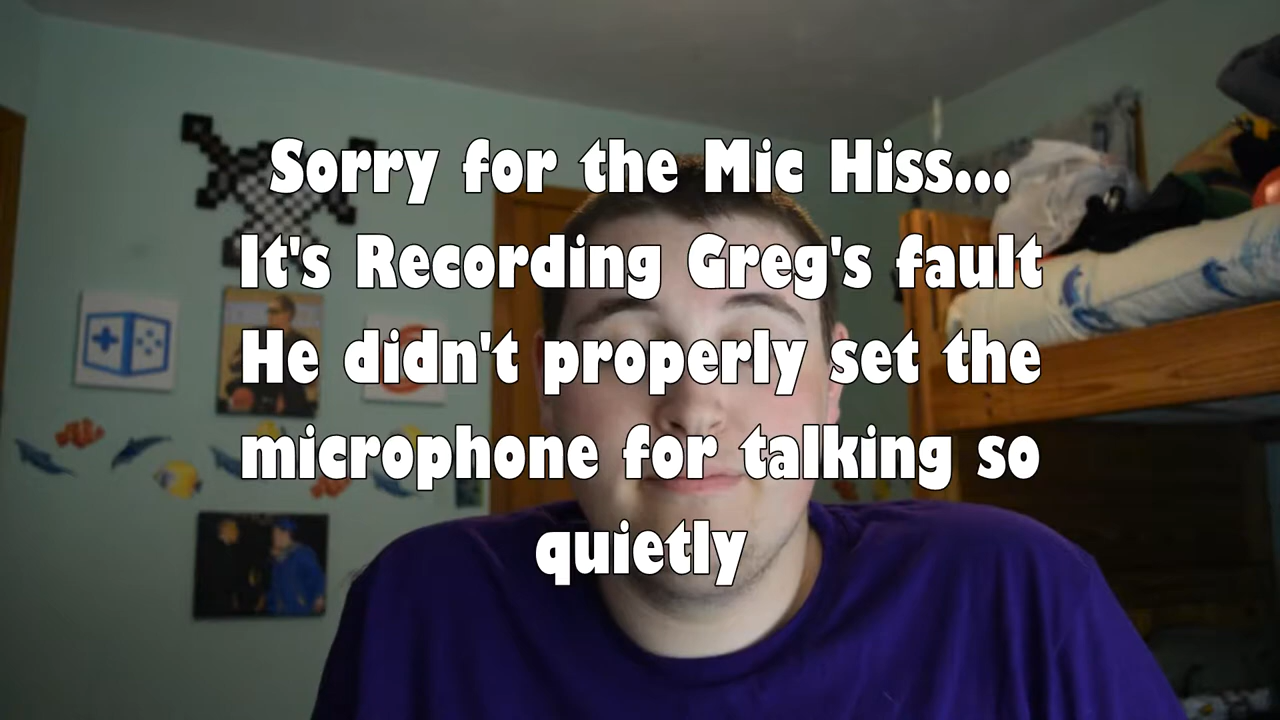 Sorry for the Mic Hiss...
It's Recording Greg's fault
He didn't properly set the
microphone for talking so
quietly